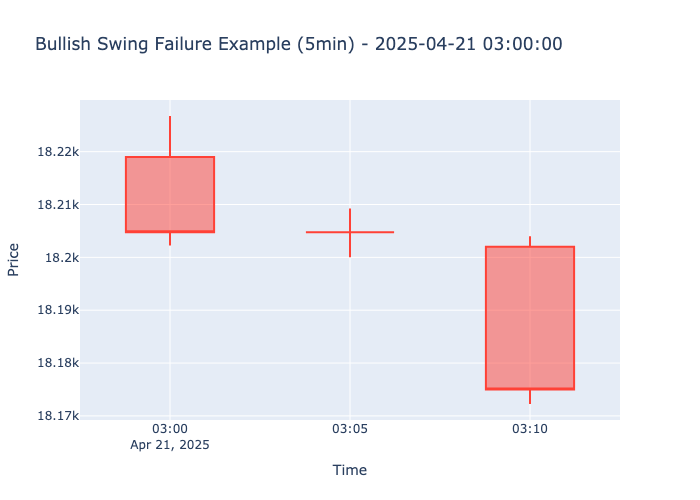 Bullish Swing Failure Example (5min) - 2025-04-21 03:00:00
Price
18.22k
18.21k
18.2k
18.19k
18.18k
18.17k
03:00
Apr 21, 2025
03:05
03:10
Time